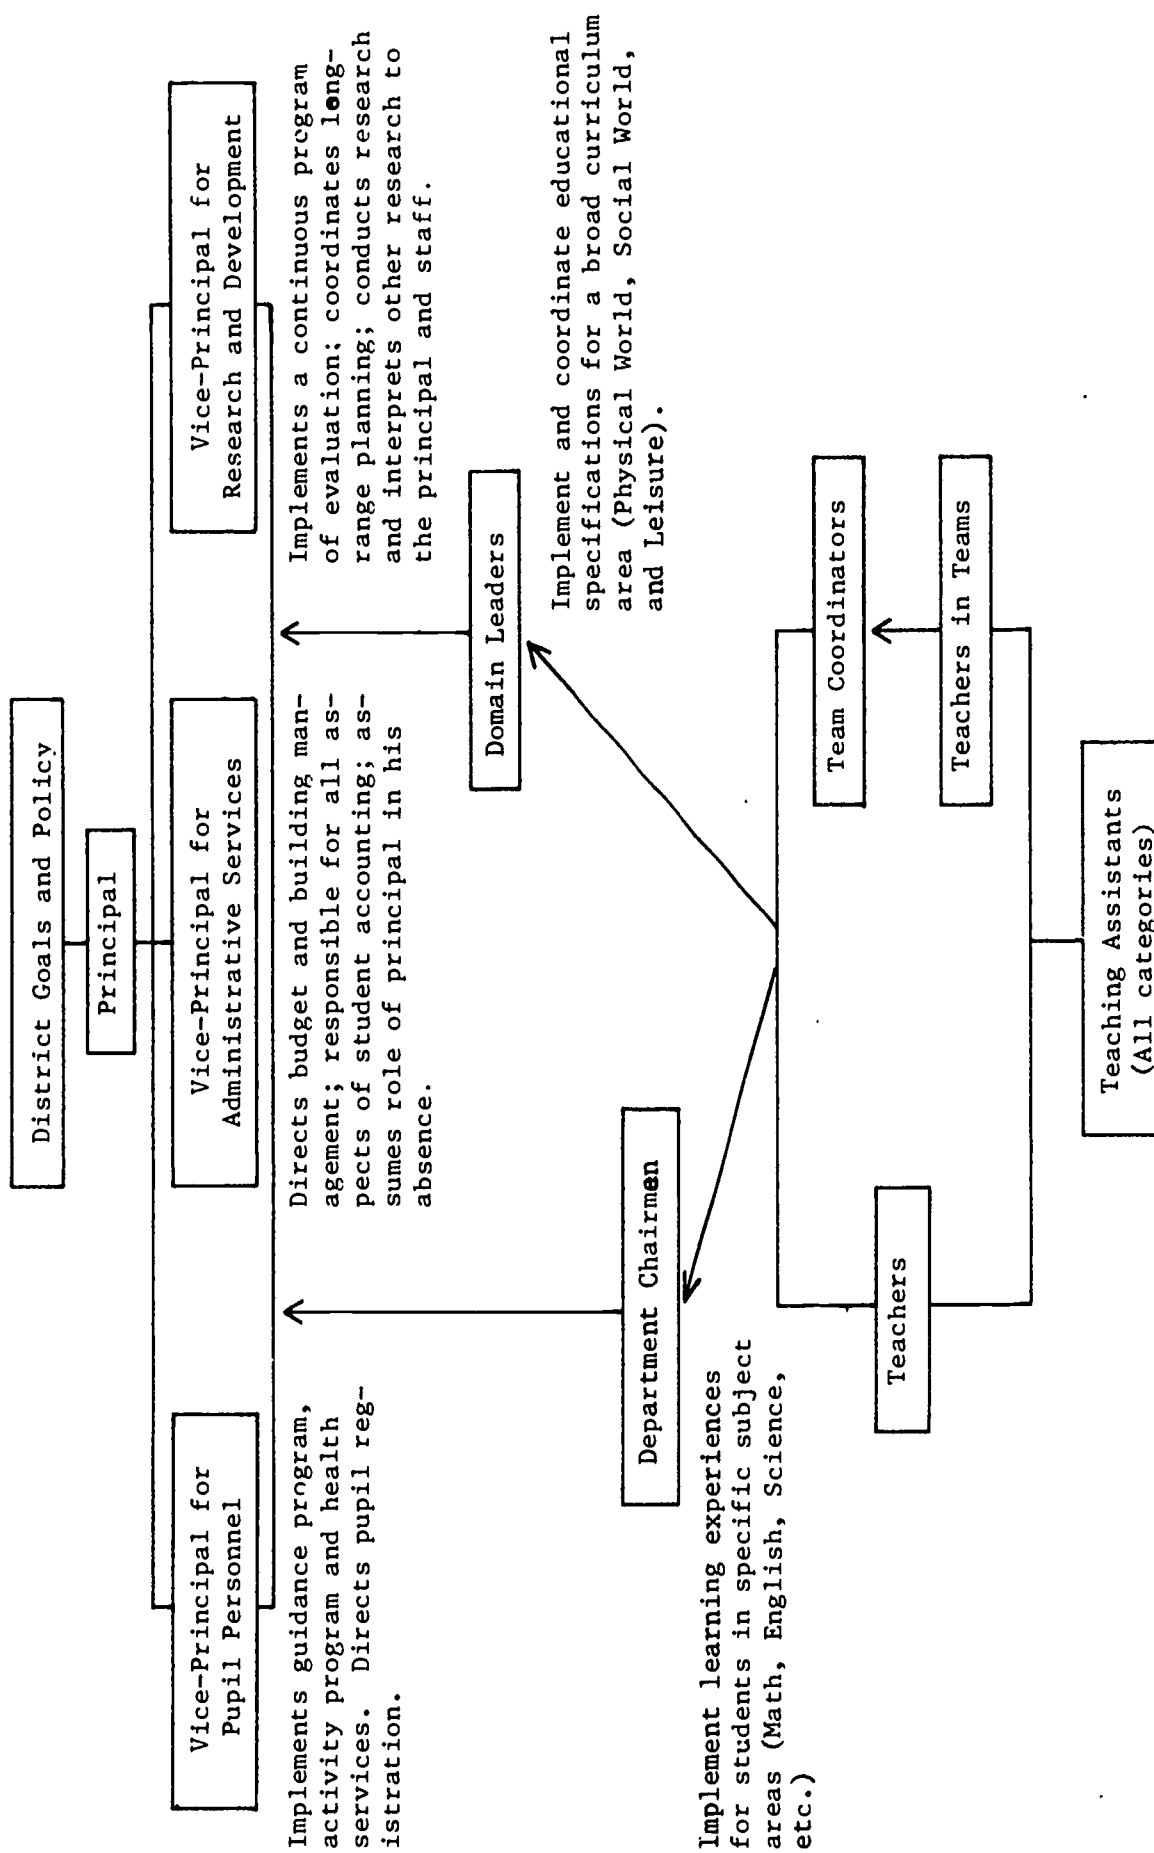 District Goals and Policy
Principal
Vice-Principal for
Pupil Personnel
Vice-Principal for
Administrative Services
Vice-Principal for
Research and Development
Implements guidance program,
activity program and health
services. Directs pupil reg-
istration.
Directs budget and building man-
agement; responsible for all as-
pects of student accounting; as-
sumes role of principal in his
absence.
Implements a continuous program
of evaluation; coordinates long-
range planning; conducts research
and interprets other research to
the principal and staff.
Domain Leaders
Implement and coordinate educational
specifications for a broad curriculum
area (Physical World, Social World,
and Leisure).
Department Chairmen
Implement learning experiences
for students in specific subject
areas (Math, English, Science,
etc.)
Teachers
Team Coordinators
Teachers in Teams
Teaching Assistants
(All categories)